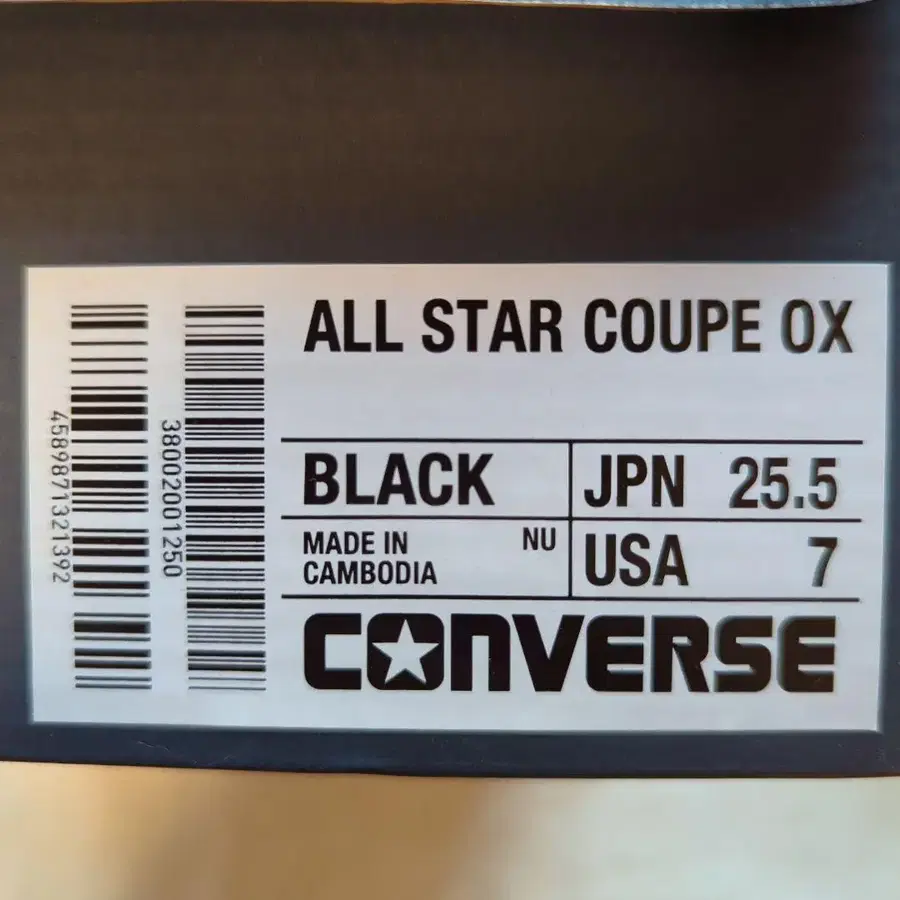 ALL STAR COUPE OX
BLACK
JPN 25.5
MADE IN
CAMBODIA
NU
USA 7
CONVERSE
4589871321392
38002001250